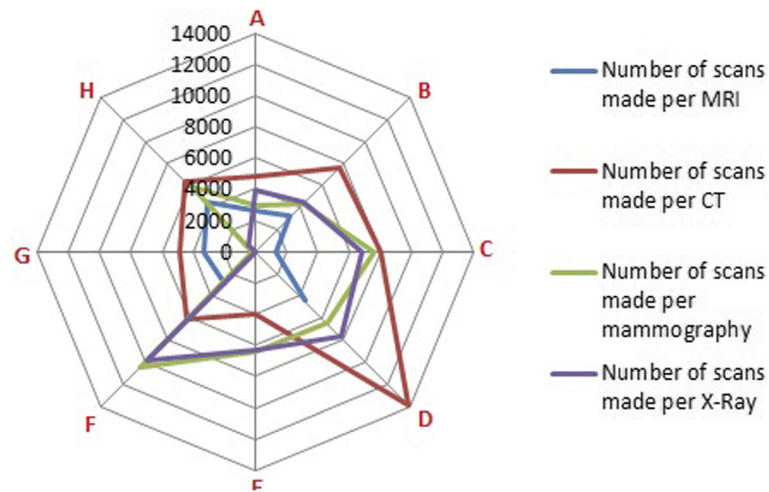 A
14000
12000
10000
8000
6000
4000
2000
0
B
C
D
E
F
G
H
Number of scans
made per MRI
Number of scans
made per CT
Number of scans
made per
mammography
Number of scans
made per X-Ray